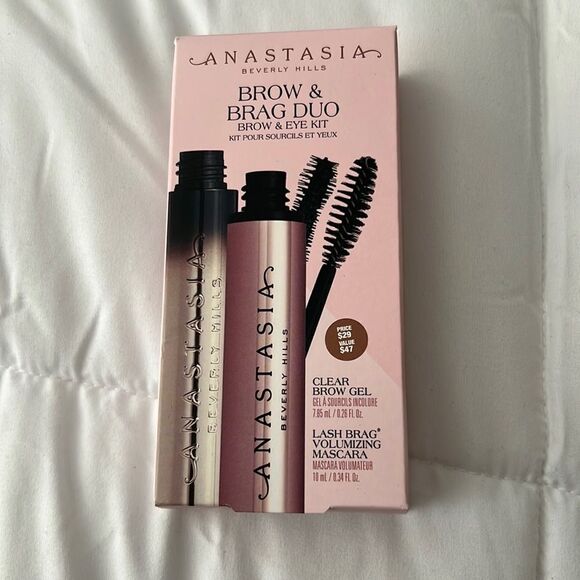 ANASTASIA
BEVERLY HILLS
BROW &
BRAG DUO
BROW & EYE KIT
KIT POUR SOURCILS ET YEUX
ANASTASIA
BEVERLY HILLS
ANASTASIA
BEVERLY HILLS
PRICE
$29
VALUE
$47
CLEAR
BROW GEL
GEL À SOURCILS INCOLORE
7.85 mL / 0.26 Fl. Oz.
LASH BRAG®
VOLUMIZING
MASCARA
MASCARA VOLUMATEUR
10 mL / 0.34 Fl. Oz.